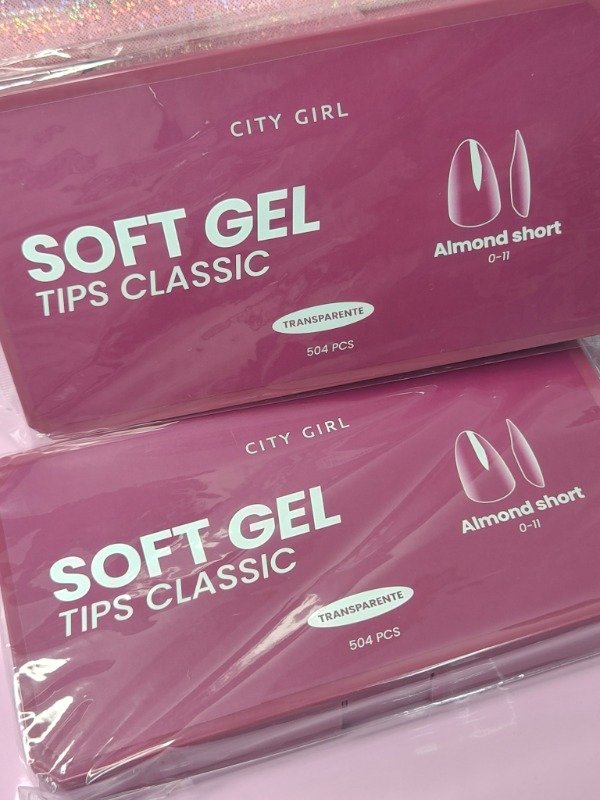 CITY GIRL
SOFT GEL
TIPS CLASSIC
Almond short
0-11
TRANSPARENTE
504 PCS
CITY GIRL
SOFT GEL
TIPS CLASSIC
Almond short
0-11
TRANSPARENTE
504 PCS